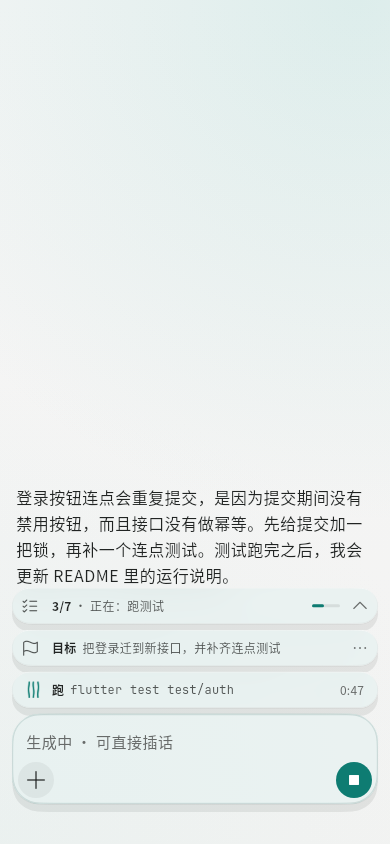 登录按钮连点会重复提交，是因为提交期间没有
禁用按钮，而且接口没有做幂等。先给提交加一
把锁，再补一个连点测试。测试跑完之后，我会
更新 README 里的运行说明。
3/7 · 正在：跑测试
目标 把登录迁到新接口，并补齐连点测试
跑 flutter test test/auth 0:47
生成中 · 可直接插话